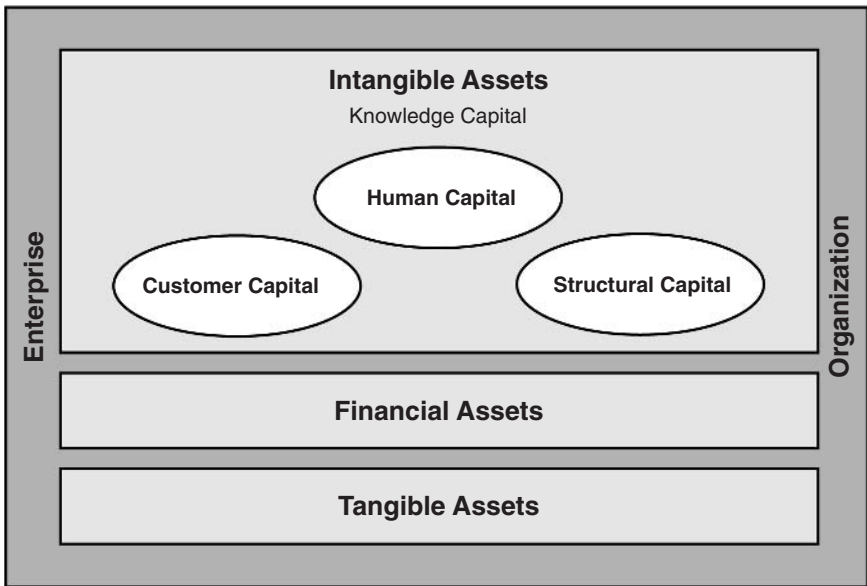 Intangible Assets
Knowledge Capital
Human Capital
Customer Capital
Structural Capital
Enterprise
Organization
Financial Assets
Tangible Assets